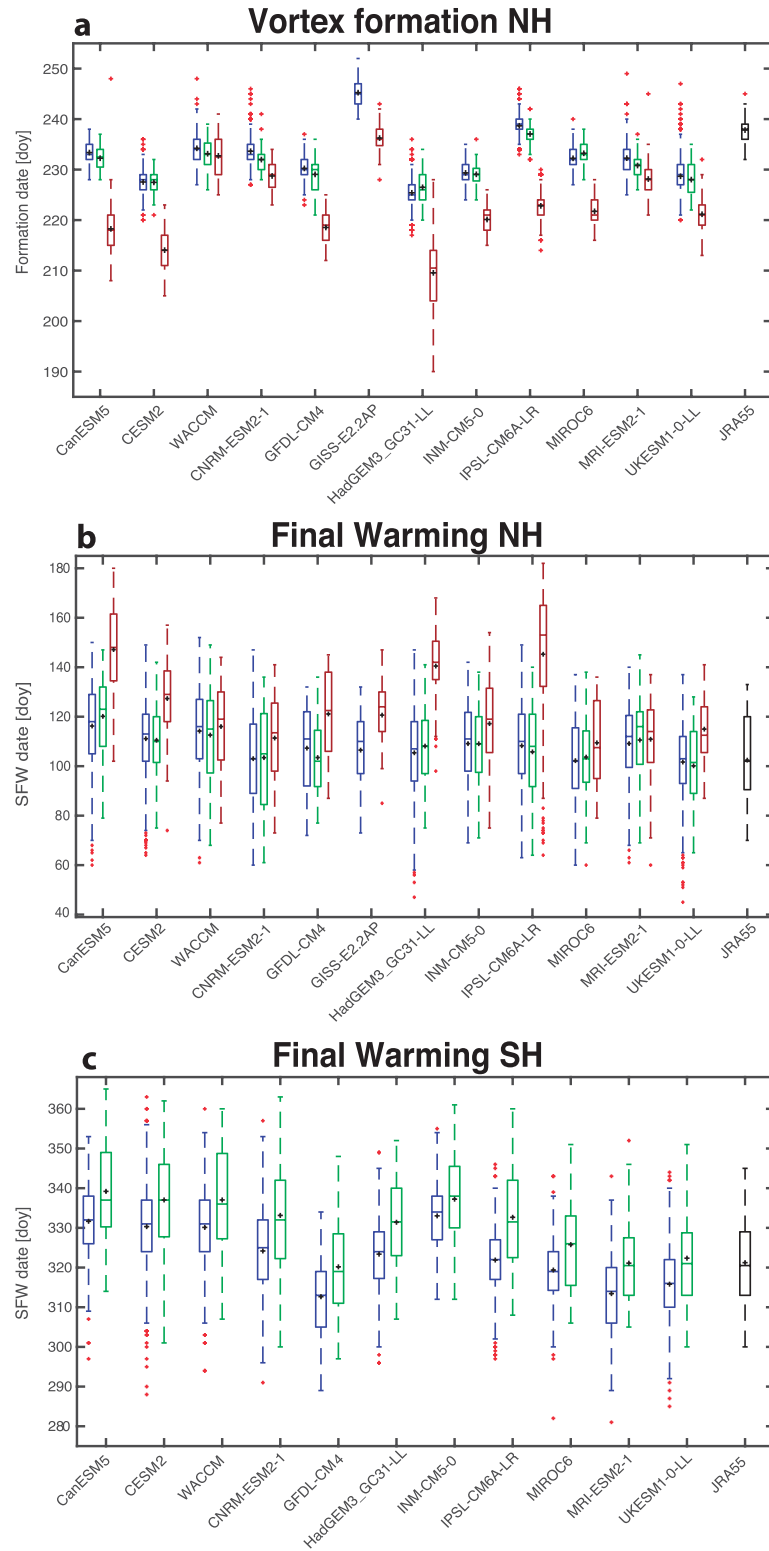 a
Vortex formation NH
Formation date [doy]
250
240
230
220
210
200
190
CanESM5
CESM2
WACCM
CNRM-ESM2-1
GFDL-CM4
GISS-E2.2AP
HadGEM3_GC31-LL
INM-CM5-0
IPSL-CM6A-LR
MIROC6
MRI-ESM2-1
UKESM1-0-LL
JRA55
b
Final Warming NH
SFW date [doy]
180
160
140
120
100
80
60
40
CanESM5
CESM2
WACCM
CNRM-ESM2-1
GFDL-CM4
GISS-E2.2AP
HadGEM3_GC31-LL
INM-CM5-0
IPSL-CM6A-LR
MIROC6
MRI-ESM2-1
UKESM1-0-LL
JRA55
c
Final Warming SH
SFW date [doy]
360
350
340
330
320
310
300
290
280
CanESM5
CESM2
WACCM
CNRM-ESM2-1
GFDL-CM4
HadGEM3_GC31-LL
INM-CM5-0
IPSL-CM6A-LR
MIROC6
MRI-ESM2-1
UKESM1-0-LL
JRA55